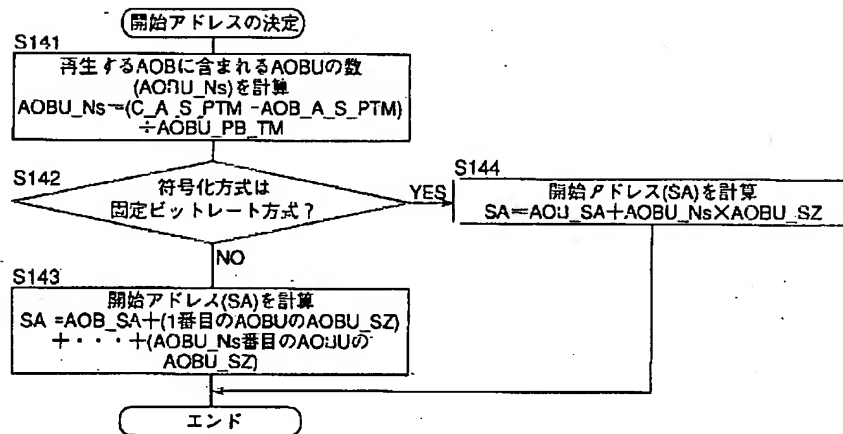 開始アドレスの決定
S141
再生するAOBに含まれるAOBUの数
(AOBU_Ns)を計算
AOBU_Ns=(C_A_S_PTM-AOB_A_S_PTM)
÷AOBU_PB_TM
S142
符号化方式は
固定ビットレート方式?
YES
S144
開始アドレス(SA)を計算
SA=AOB_SA+AOBU_Ns×AOBU_SZ
NO
S143
開始アドレス(SA)を計算
SA =AOB_SA+(1番目のAOBUのAOBU_SZ)
+・・・+(AOBU_Ns番目のAOBUの
AOBU_SZ)
エンド